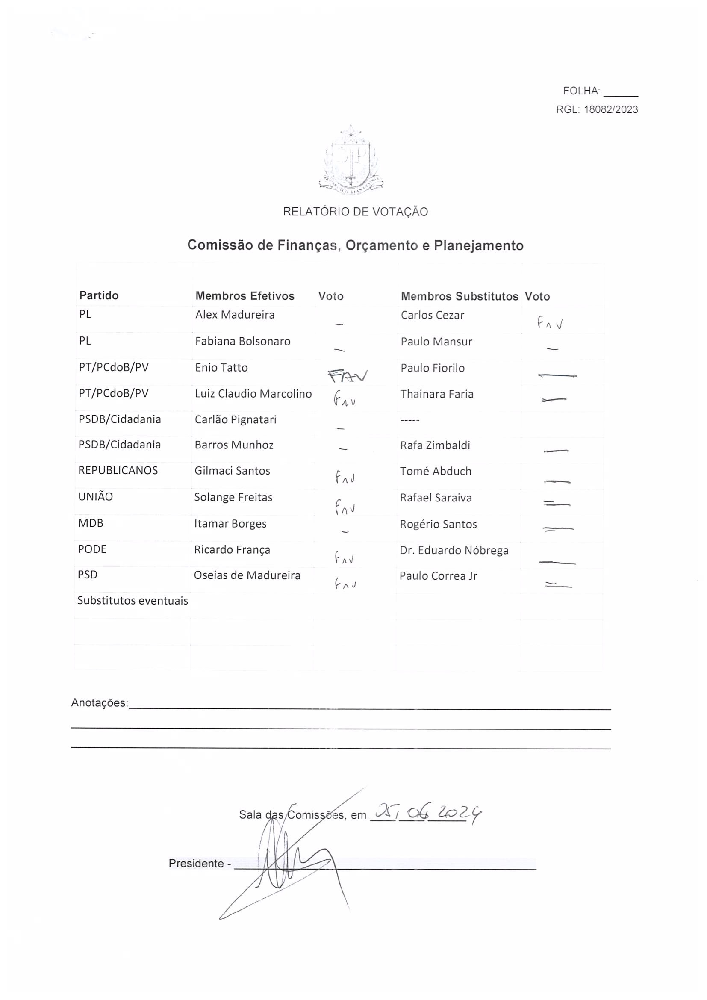 FOLHA: ______
RGL: 18082/2023
RELATÓRIO DE VOTAÇÃO
Comissão de Finanças, Orçamento e Planejamento
Partido Membros Efetivos Voto Membros Substitutos Voto
PL Alex Madureira — Carlos Cezar FAV
PL Fabiana Bolsonaro — Paulo Mansur —
PT/PCdoB/PV Enio Tatto FAV Paulo Fiorilo —
PT/PCdoB/PV Luiz Claudio Marcolino FAV Thainara Faria —
PSDB/Cidadania Carlão Pignatari — -----
PSDB/Cidadania Barros Munhoz — Rafa Zimbaldi —
REPUBLICANOS Gilmaci Santos FAV Tomé Abduch —
UNIÃO Solange Freitas FAV Rafael Saraiva —
MDB Itamar Borges — Rogério Santos —
PODE Ricardo França FAV Dr. Eduardo Nóbrega —
PSD Oseias de Madureira FAV Paulo Correa Jr —
Substitutos eventuais
Anotações:
Sala das Comissões, em 05/06/2024
Presidente -